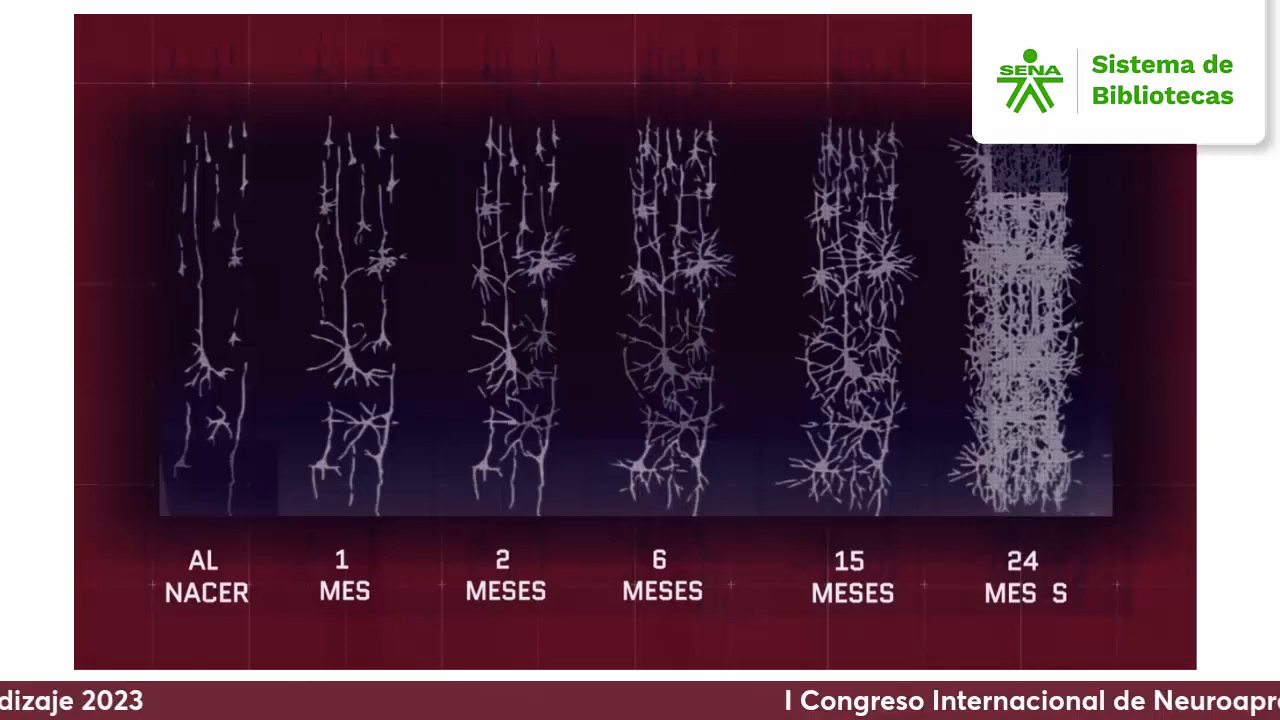 SENA
Sistema de
Bibliotecas
AL
NACER
1
MES
2
MESES
6
MESES
15
MESES
24
MES S
dizaje 2023
I Congreso Internacional de Neuroapr